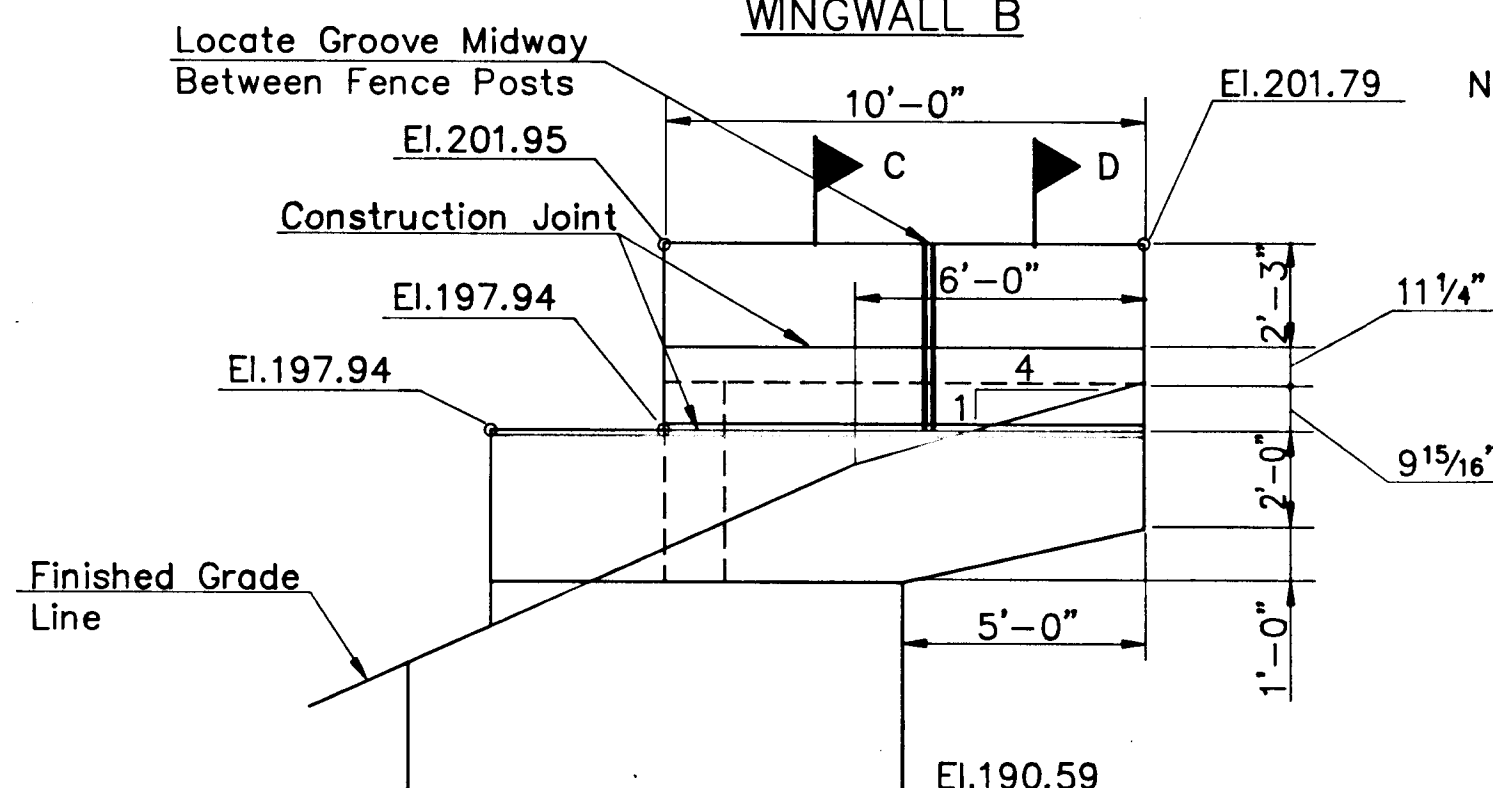 WINGWALL B
Locate Groove Midway
Between Fence Posts
El.201.79
N
10'-0"
El.201.95
C
D
Construction Joint
6'-0"
2'-3"
11 1/4"
El.197.94
El.197.94
4
1
9 15/16"
2'-0"
Finished Grade
Line
5'-0"
1'-0"
El.190.59